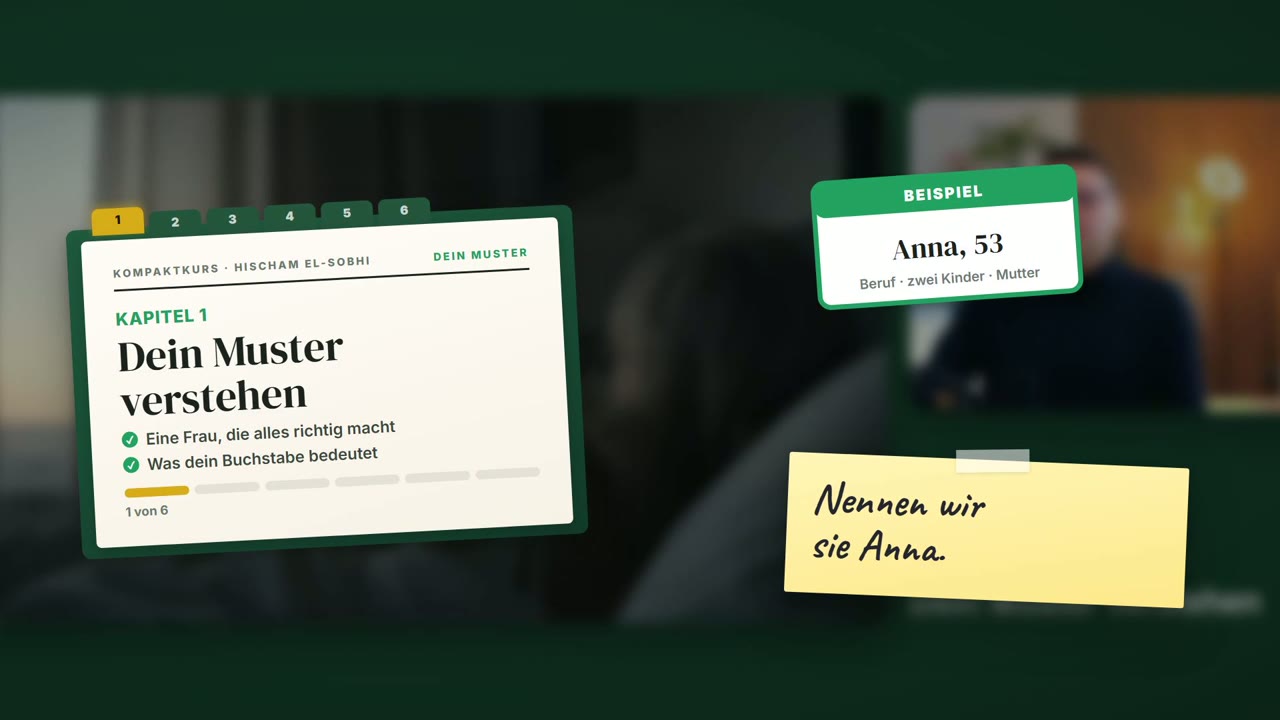 1
2
3
4
5
6
KOMPAKTKURS · HISCHAM EL-SOBHI
DEIN MUSTER
KAPITEL 1
Dein Muster
verstehen
Eine Frau, die alles richtig macht
Was dein Buchstabe bedeutet
1 von 6
BEISPIEL
Anna, 53
Beruf · zwei Kinder · Mutter
Nennen wir
sie Anna.